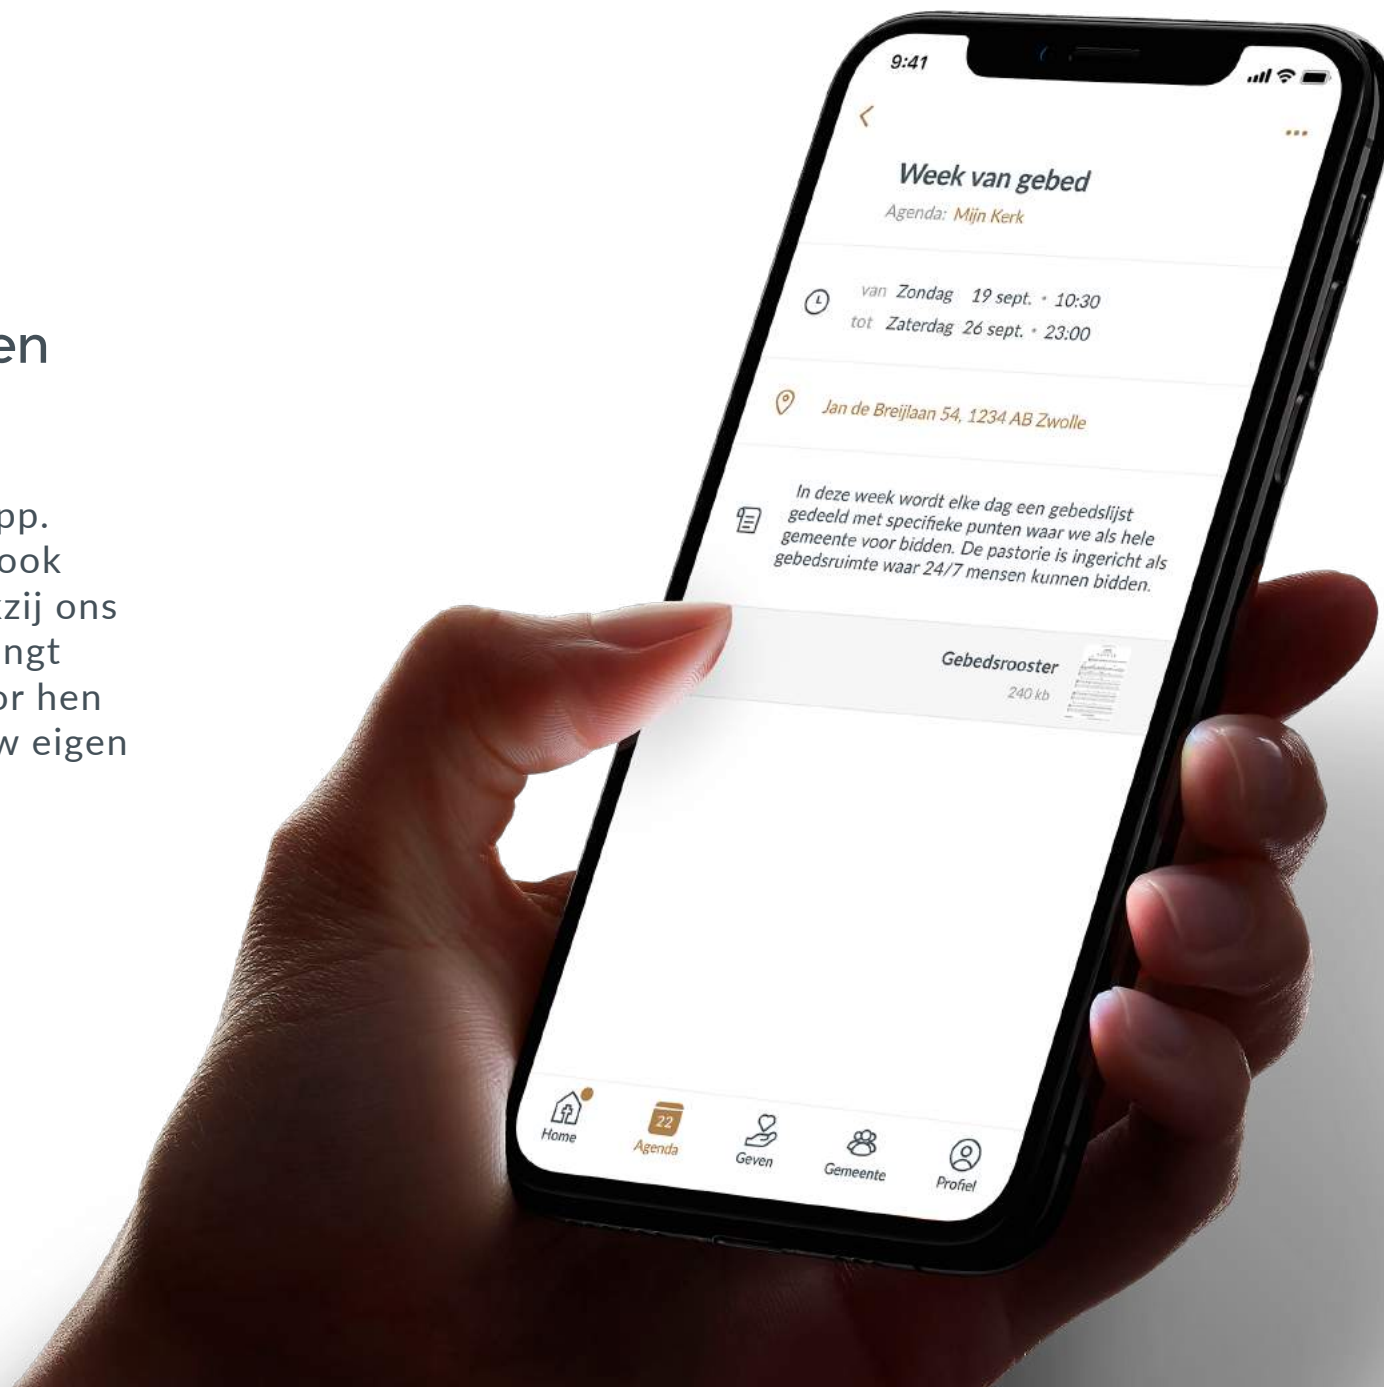 en
pp.
ook
zij ons
ngt
or hen
w eigen
9:41
Week van gebed
Agenda: Mijn Kerk
van Zondag 19 sept. • 10:30
tot Zaterdag 26 sept. • 23:00
Jan de Breijlaan 54, 1234 AB Zwolle
In deze week wordt elke dag een gebedslijst
gedeeld met specifieke punten waar we als hele
gemeente voor bidden. De pastorie is ingericht als
gebedsruimte waar 24/7 mensen kunnen bidden.
Gebedsrooster
240 kb
Home
22
Agenda
Geven
Gemeente
Profiel